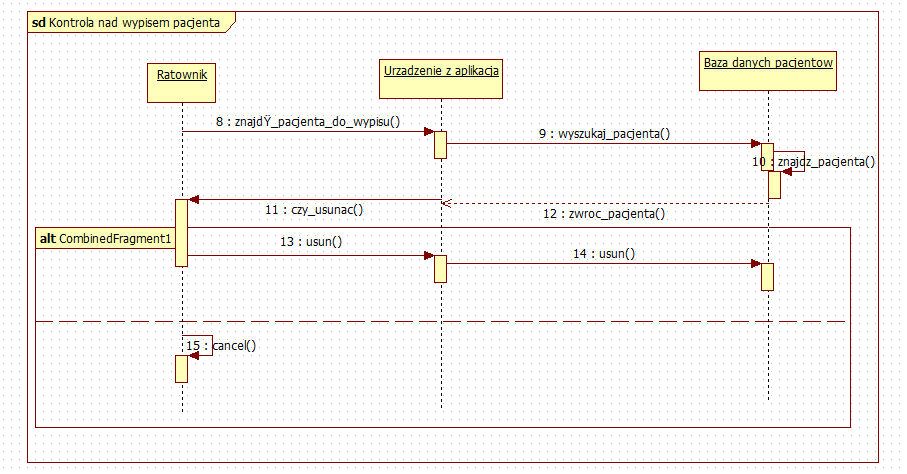 sd Kontrola nad wypisem pacjenta
Ratownik
Urzadzenie z aplikacja
Baza danych pacjentow
8 : znajdŸ_pacjenta_do_wypisu()
9 : wyszukaj_pacjenta()
10 : znajdz_pacjenta()
11 : czy_usunac()
12 : zwroc_pacjenta()
alt CombinedFragment1
13 : usun()
14 : usun()
15 : cancel()